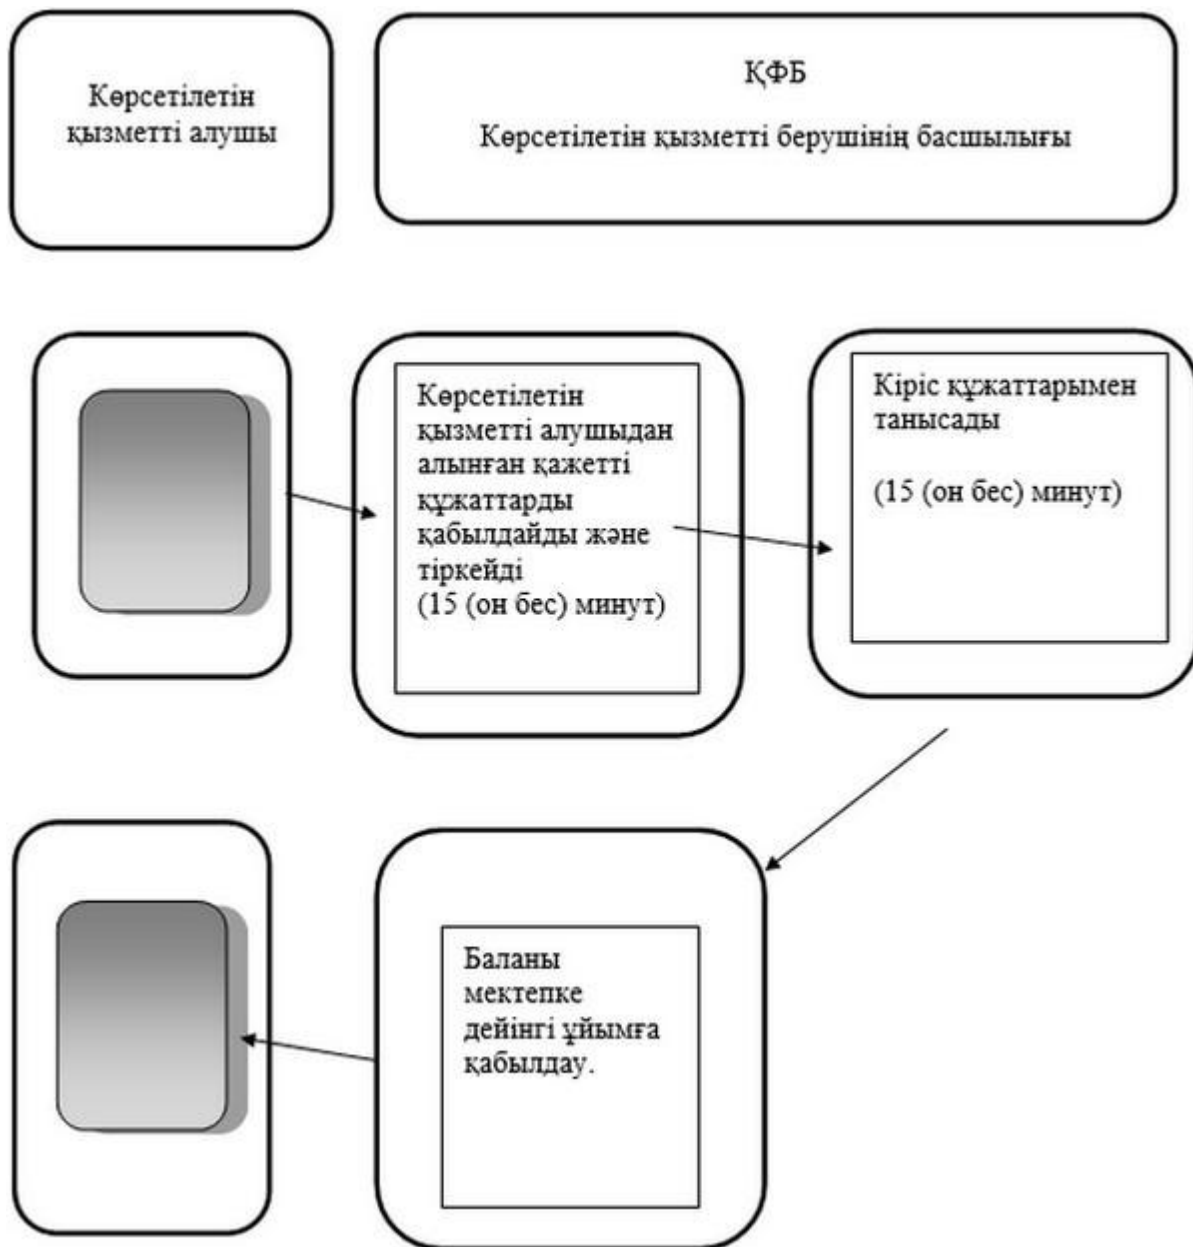 Көрсетілетін
қызметті алушы
ҚФБ
Көрсетілетін қызметті берушінің басшылығы
Көрсетілетін
қызметті алушыдан
алынған қажетті
құжаттарды
қабылдайды және
тіркейді
(15 (он бес) минут)
Кіріс құжаттарымен
танысады
(15 (он бес) минут)
Баланы
мектепке
дейінгі ұйымға
қабылдау.